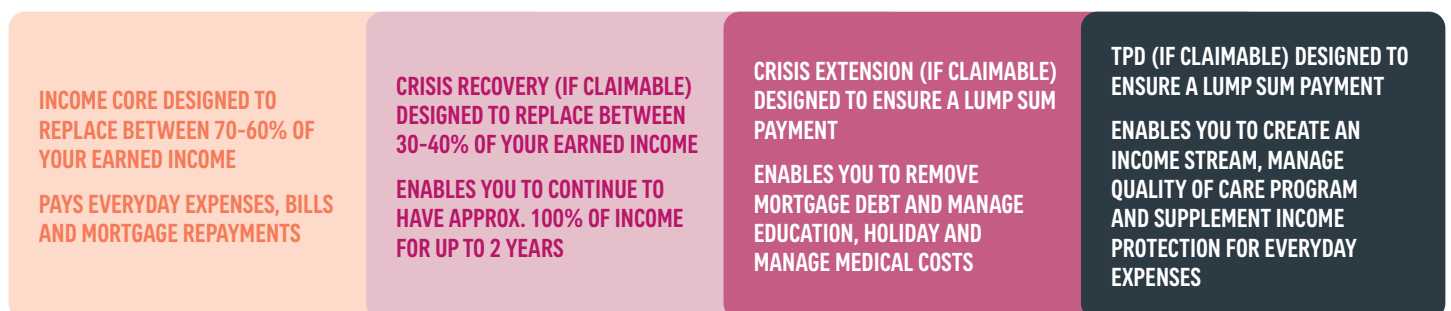 INCOME CORE DESIGNED TO
REPLACE BETWEEN 70-60% OF
YOUR EARNED INCOME
PAYS EVERYDAY EXPENSES, BILLS
AND MORTGAGE REPAYMENTS
CRISIS RECOVERY (IF CLAIMABLE)
DESIGNED TO REPLACE BETWEEN
30-40% OF YOUR EARNED INCOME
ENABLES YOU TO CONTINUE TO
HAVE APPROX. 100% OF INCOME
FOR UP TO 2 YEARS
CRISIS EXTENSION (IF CLAIMABLE)
DESIGNED TO ENSURE A LUMP SUM
PAYMENT
ENABLES YOU TO REMOVE
MORTGAGE DEBT AND MANAGE
EDUCATION, HOLIDAY AND
MANAGE MEDICAL COSTS
TPD (IF CLAIMABLE) DESIGNED TO
ENSURE A LUMP SUM PAYMENT
ENABLES YOU TO CREATE AN
INCOME STREAM, MANAGE
QUALITY OF CARE PROGRAM
AND SUPPLEMENT INCOME
PROTECTION FOR EVERYDAY
EXPENSES